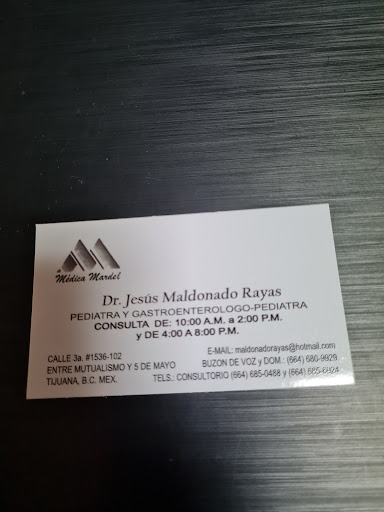 Médica Mardel
Dr. Jesús Maldonado Rayas
PEDIATRA Y GASTROENTEROLOGO-PEDIATRA
CONSULTA DE: 10:00 A.M. a 2:00 P.M.
y DE 4:00 A 8:00 P.M.
CALLE 3a. #1536-102
ENTRE MUTUALISMO Y 5 DE MAYO
TIJUANA, B.C. MEX.
E-MAIL: maldonadorayas@hotmail.com
BUZON DE VOZ y DOM.: (664) 680-9929
TELS.: CONSULTORIO (664) 685-0488 y (664)